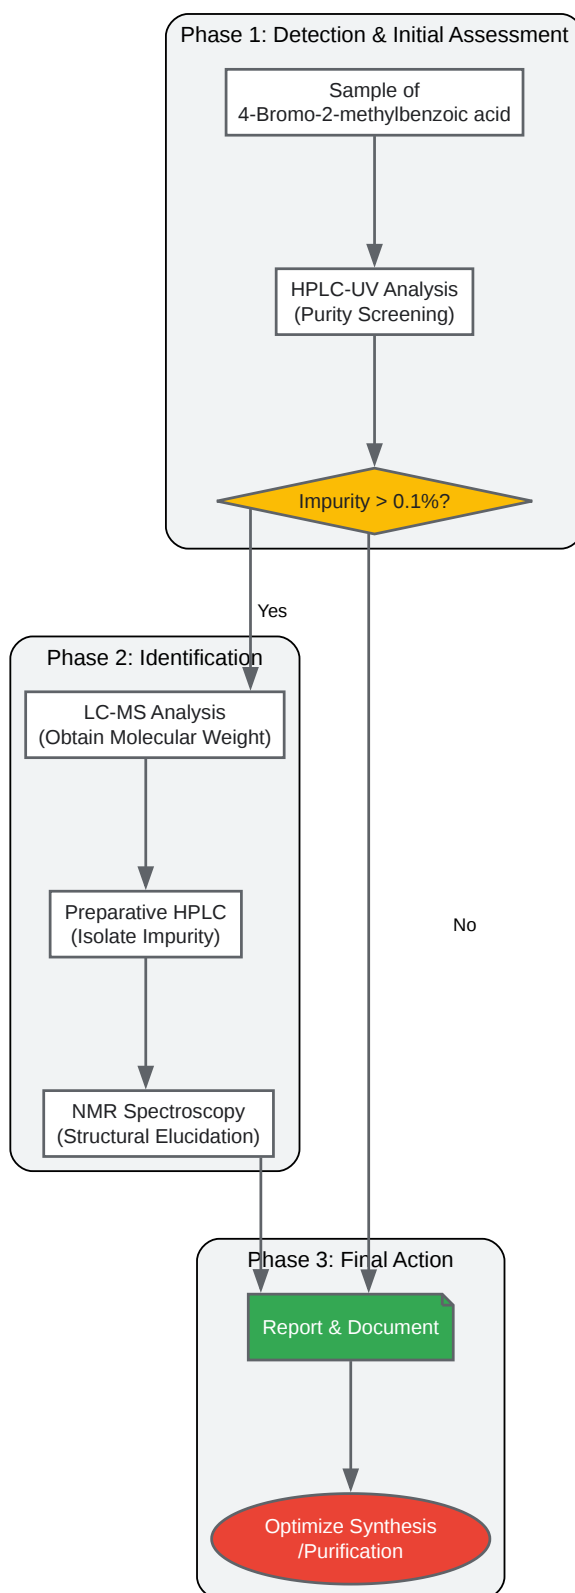 Phase 1: Detection & Initial Assessment
Sample of
4-Bromo-2-methylbenzoic acid
HPLC-UV Analysis
(Purity Screening)
Impurity > 0.1%?
Yes
Phase 2: Identification
LC-MS Analysis
(Obtain Molecular Weight)
Preparative HPLC
(Isolate Impurity)
No
NMR Spectroscopy
(Structural Elucidation)
Phase 3: Final Action
Report & Document
Optimize Synthesis
/Purification